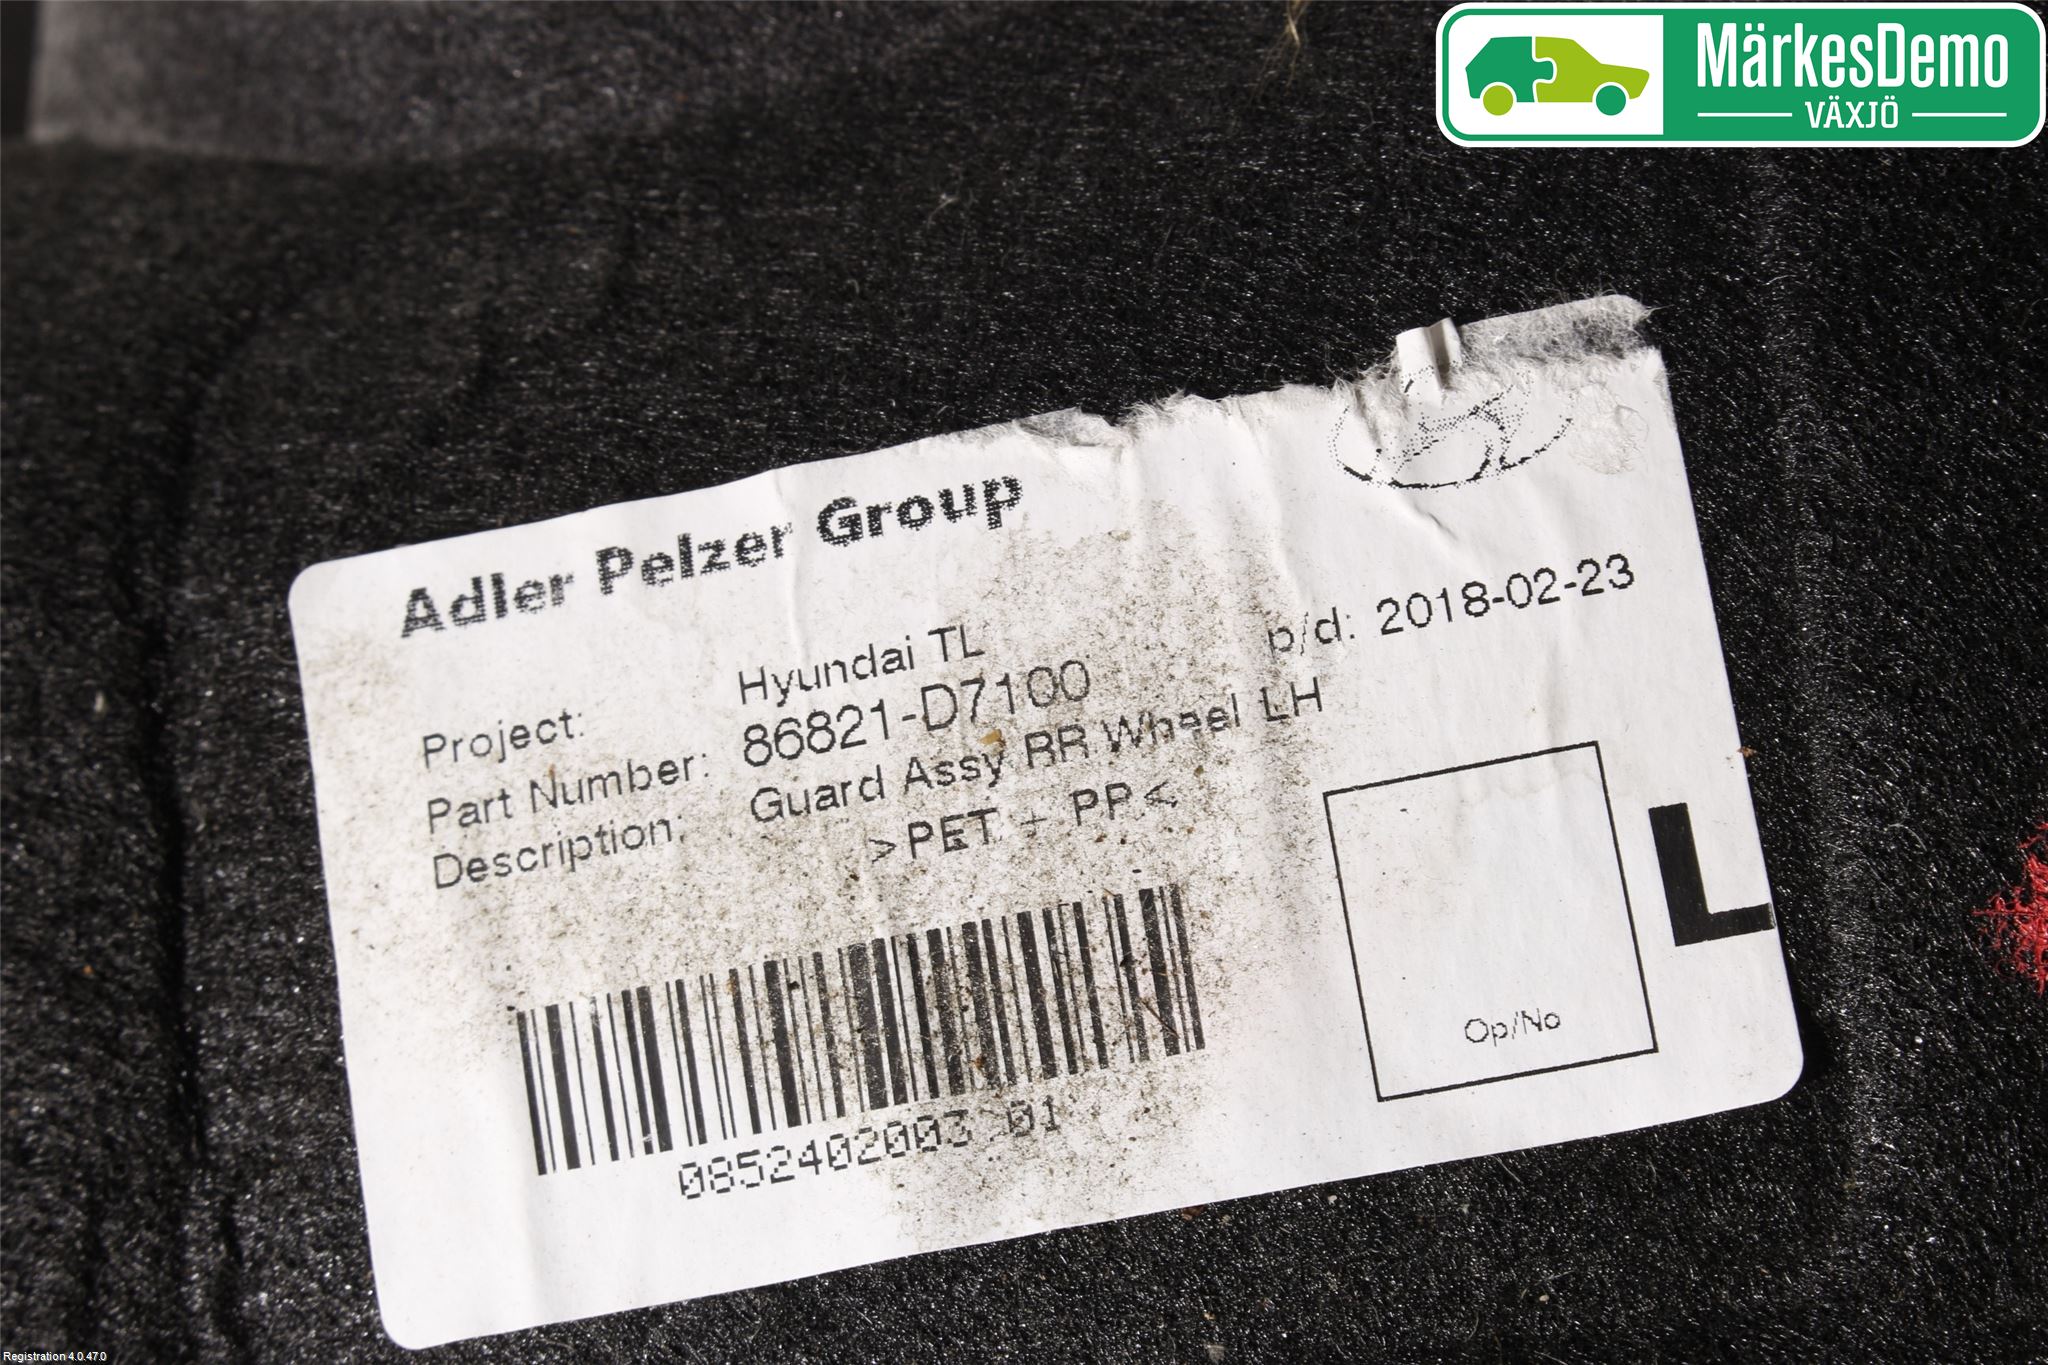 MärkesDemo
VÄXJÖ
Adler Pelzer Group
p/d: 2018-02-23
Project: Hyundai TL
Part Number: 86821-D7100
Description: Guard Assy RR Wheel LH
>PET + PP<
L
Op/No
0852402003 01
Registration 4.0.47.0